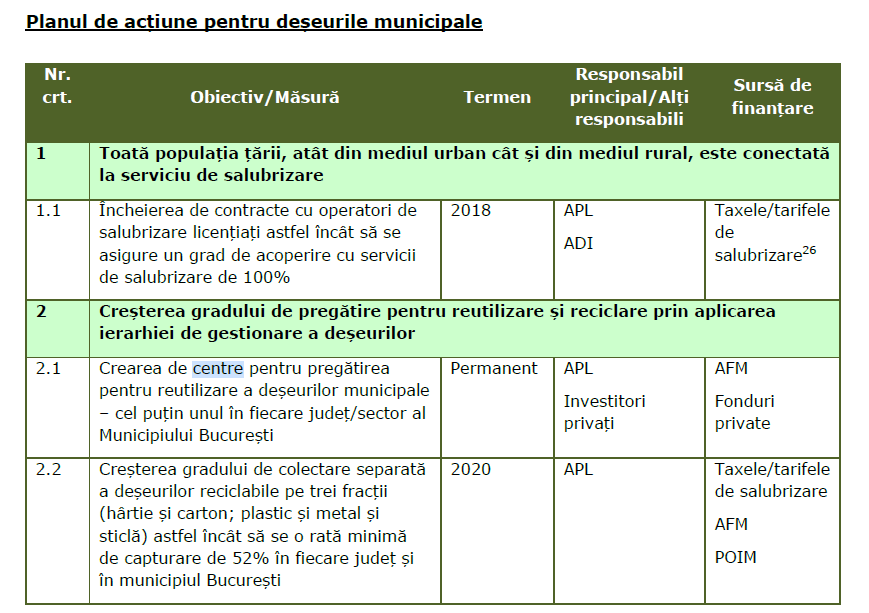 Planul de acțiune pentru deșeurile municipale
Nr. crt.
Obiectiv/Măsură
Termen
Responsabil
principal/Alți
responsabili
Sursă de
finanțare
1
Toată populația țării, atât din mediul urban cât și din mediul rural, este conectată
la serviciu de salubrizare
1.1
Încheierea de contracte cu operatori de
salubrizare licențiați astfel încât să se
asigure un grad de acoperire cu servicii
de salubrizare de 100%
2018
APL
ADI
Taxele/tarifele
de
salubrizare26
2
Creșterea gradului de pregătire pentru reutilizare și reciclare prin aplicarea
ierarhiei de gestionare a deșeurilor
2.1
Crearea de centre pentru pregătirea
pentru reutilizare a deșeurilor municipale
– cel puțin unul în fiecare județ/sector al
Municipiului București
Permanent
APL
Investitori
privați
AFM
Fonduri
private
2.2
Creșterea gradului de colectare separată
a deșeurilor reciclabile pe trei fracții
(hârtie și carton; plastic și metal și
sticlă) astfel încât să se o rată minimă
de capturare de 52% în fiecare județ și
în municipiul București
2020
APL
Taxele/tarifele
de salubrizare
AFM
POIM